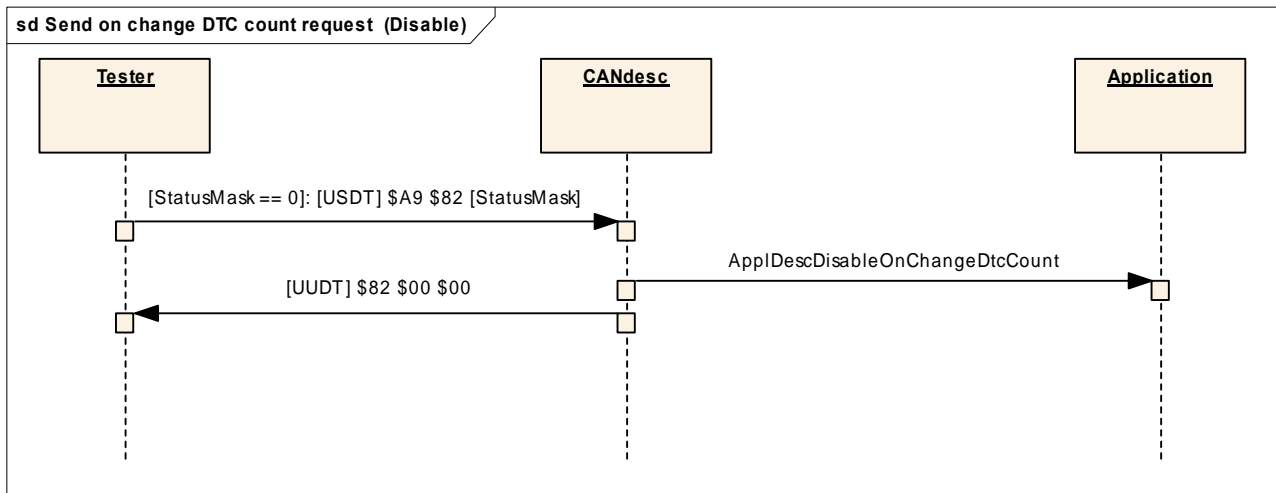 sd Send on change DTC count request (Disable)
Tester
CANdesc
Application
[StatusMask == 0]: [USDT] $A9 $82 [StatusMask]
ApplDescDisableOnChangeDtcCount
[UUDT] $82 $00 $00